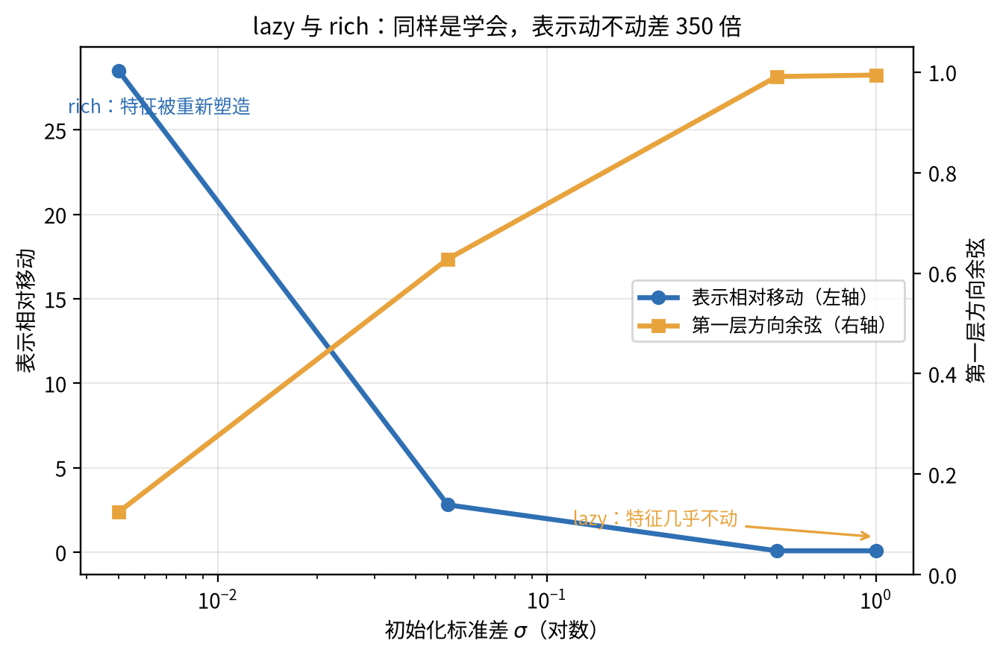 lazy 与 rich：同样是学会，表示动不动差 350 倍
rich：特征被重新塑造
lazy：特征几乎不动
表示相对移动（左轴）
第一层方向余弦（右轴）
表示相对移动
25
20
15
10
5
0
第一层方向余弦
1.0
0.8
0.6
0.4
0.2
0.0
10⁻² 10⁻¹ 10⁰
初始化标准差 σ（对数）